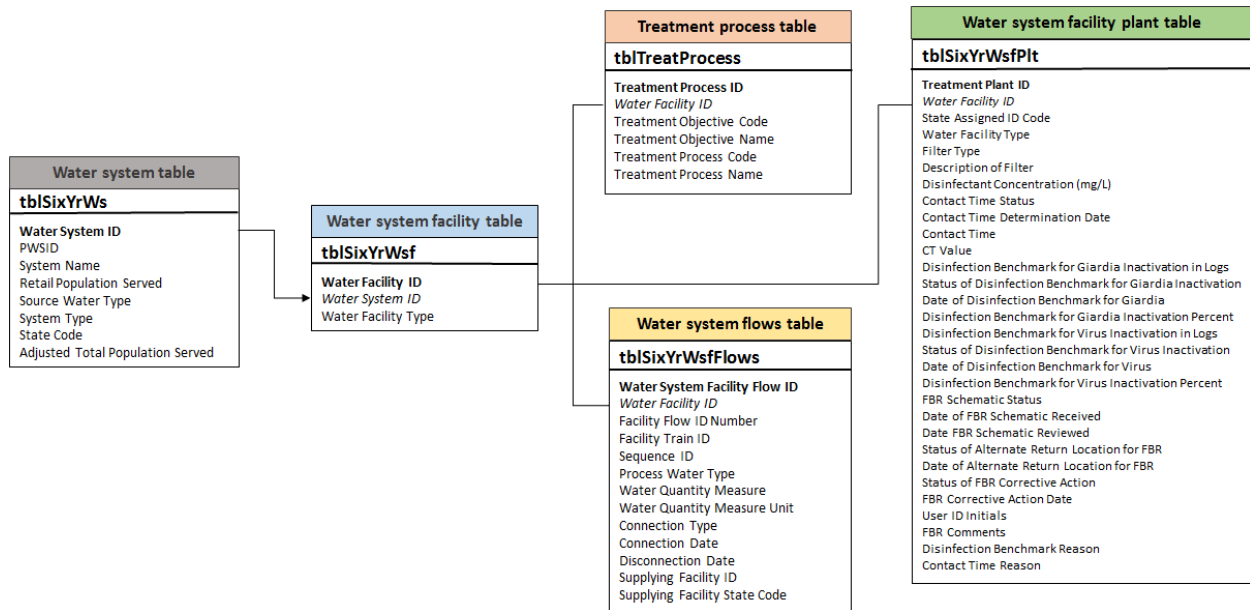 Water system table
tblSixYrWs
Water System ID
PWSID
System Name
Retail Population Served
Source Water Type
System Type
State Code
Adjusted Total Population Served
Water system facility table
tblSixYrWsf
Water Facility ID
Water System ID
Water Facility Type
Treatment process table
tblTreatProcess
Treatment Process ID
Water Facility ID
Treatment Objective Code
Treatment Objective Name
Treatment Process Code
Treatment Process Name
Water system flows table
tblSixYrWsfFlows
Water System Facility Flow ID
Water Facility ID
Facility Flow ID Number
Facility Train ID
Sequence ID
Process Water Type
Water Quantity Measure
Water Quantity Measure Unit
Connection Type
Connection Date
Disconnection Date
Supplying Facility ID
Supplying Facility State Code
Water system facility plant table
tblSixYrWsfPlt
Treatment Plant ID
Water Facility ID
State Assigned ID Code
Water Facility Type
Filter Type
Description of Filter
Disinfectant Concentration (mg/L)
Contact Time Status
Contact Time Determination Date
Contact Time
CT Value
Disinfection Benchmark for Giardia Inactivation in Logs
Status of Disinfection Benchmark for Giardia Inactivation
Date of Disinfection Benchmark for Giardia
Disinfection Benchmark for Giardia Inactivation Percent
Disinfection Benchmark for Virus Inactivation in Logs
Status of Disinfection Benchmark for Virus Inactivation
Date of Disinfection Benchmark for Virus
Disinfection Benchmark for Virus Inactivation Percent
FBR Schematic Status
Date of FBR Schematic Received
Date FBR Schematic Reviewed
Status of Alternate Return Location for FBR
Date of Alternate Return Location for FBR
Status of FBR Corrective Action
FBR Corrective Action Date
User ID Initials
FBR Comments
Disinfection Benchmark Reason
Contact Time Reason